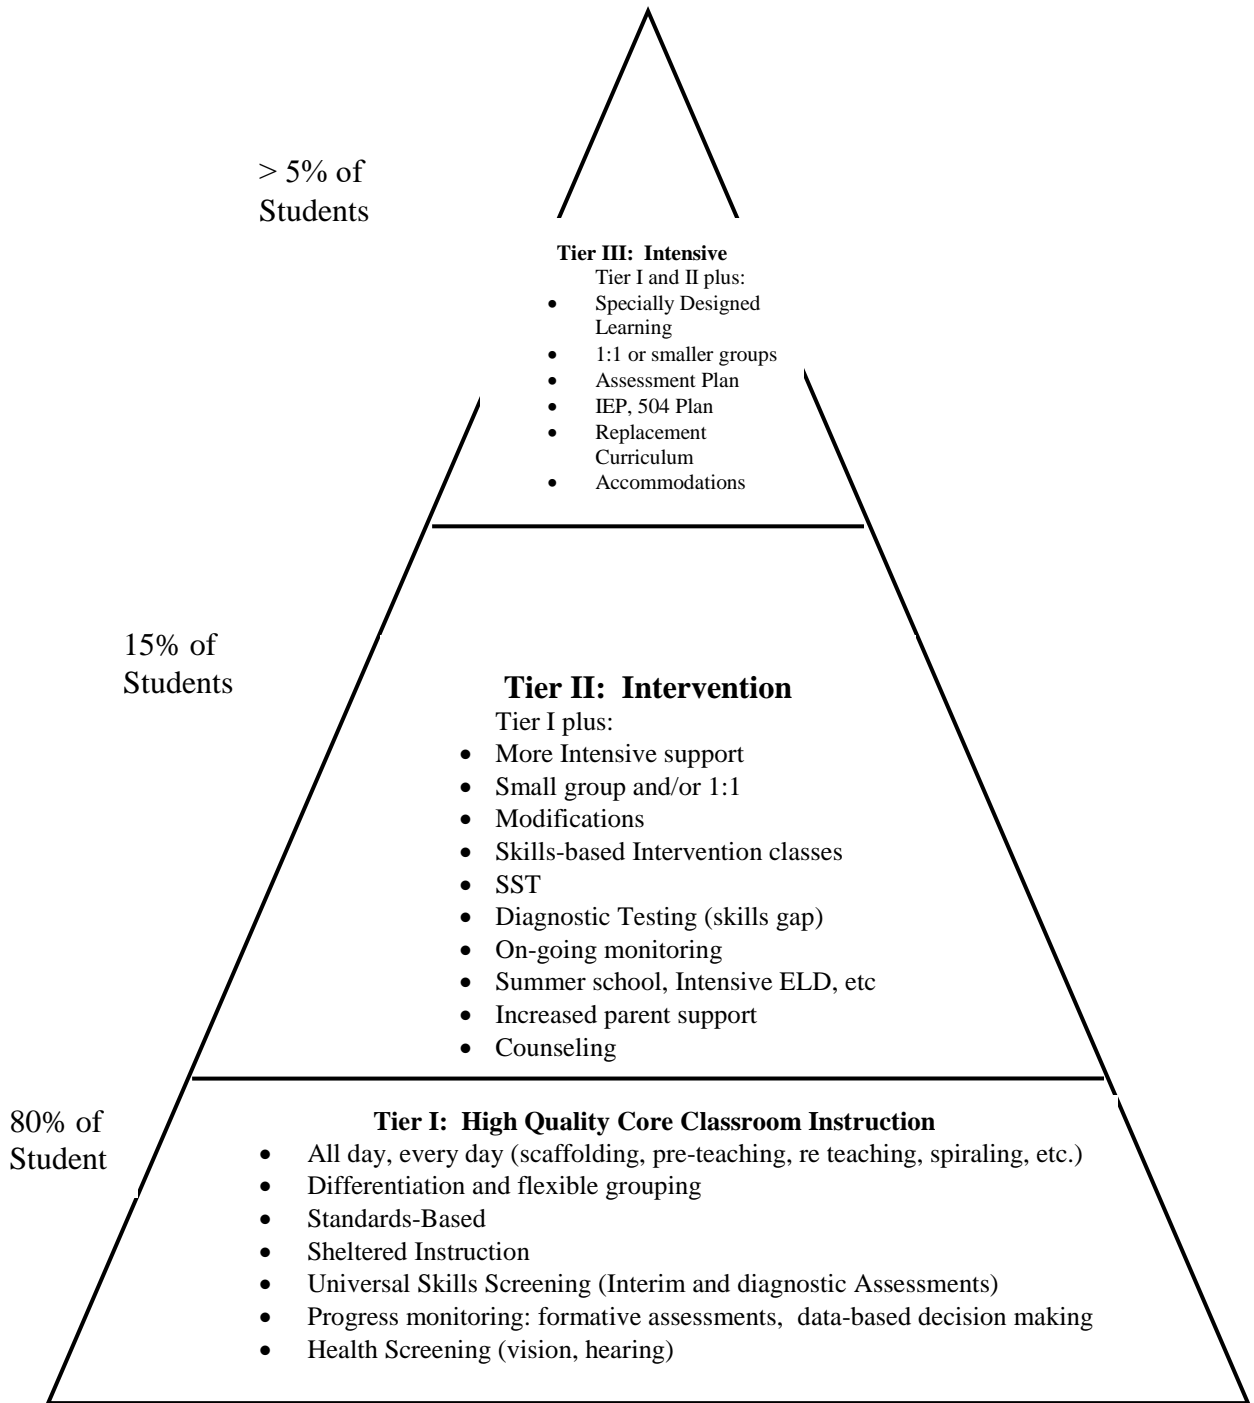 > 5% of
Students
Tier III: Intensive
Tier I and II plus:
• Specially Designed
Learning
• 1:1 or smaller groups
• Assessment Plan
• IEP, 504 Plan
• Replacement
Curriculum
• Accommodations
15% of
Students
Tier II: Intervention
Tier I plus:
• More Intensive support
• Small group and/or 1:1
• Modifications
• Skills-based Intervention classes
• SST
• Diagnostic Testing (skills gap)
• On-going monitoring
• Summer school, Intensive ELD, etc
• Increased parent support
• Counseling
80% of
Student
Tier I: High Quality Core Classroom Instruction
• All day, every day (scaffolding, pre-teaching, re teaching, spiraling, etc.)
• Differentiation and flexible grouping
• Standards-Based
• Sheltered Instruction
• Universal Skills Screening (Interim and diagnostic Assessments)
• Progress monitoring: formative assessments, data-based decision making
• Health Screening (vision, hearing)